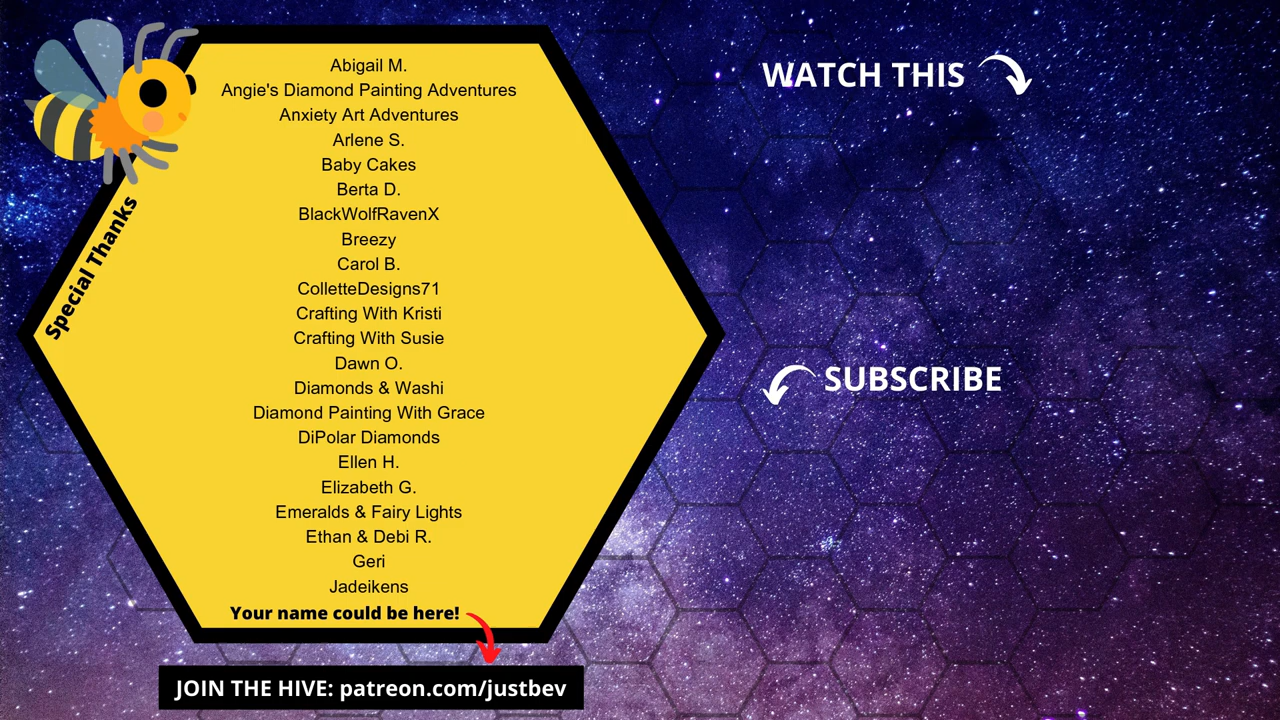 Special Thanks
Abigail M.
Angie's Diamond Painting Adventures
Anxiety Art Adventures
Arlene S.
Baby Cakes
Berta D.
BlackWolfRavenX
Breezy
Carol B.
ColletteDesigns71
Crafting With Kristi
Crafting With Susie
Dawn O.
Diamonds & Washi
Diamond Painting With Grace
DiPolar Diamonds
Ellen H.
Elizabeth G.
Emeralds & Fairy Lights
Ethan & Debi R.
Geri
Jadeikens
Your name could be here!
JOIN THE HIVE: patreon.com/justbev
WATCH THIS
SUBSCRIBE